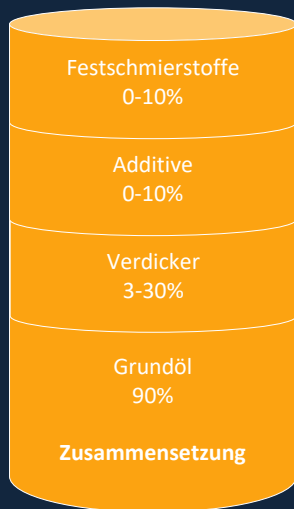 Festschmierstoffe
0-10%
Additive
0-10%
Verdicker
3-30%
Grundöl
90%
Zusammensetzung